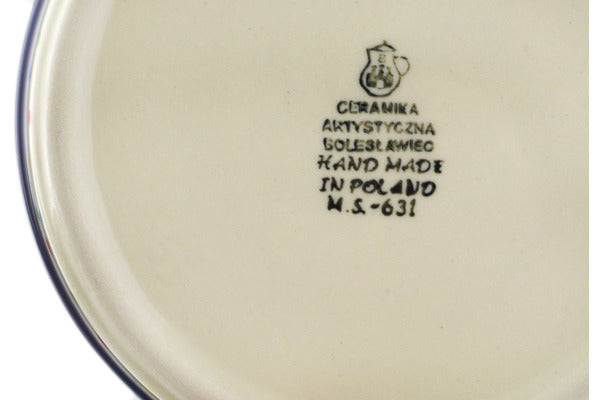 CERAMIKA
ARTYSTYCZNA
BOLESŁAWIEC
HAND MADE
IN POLAND
M.S.-631